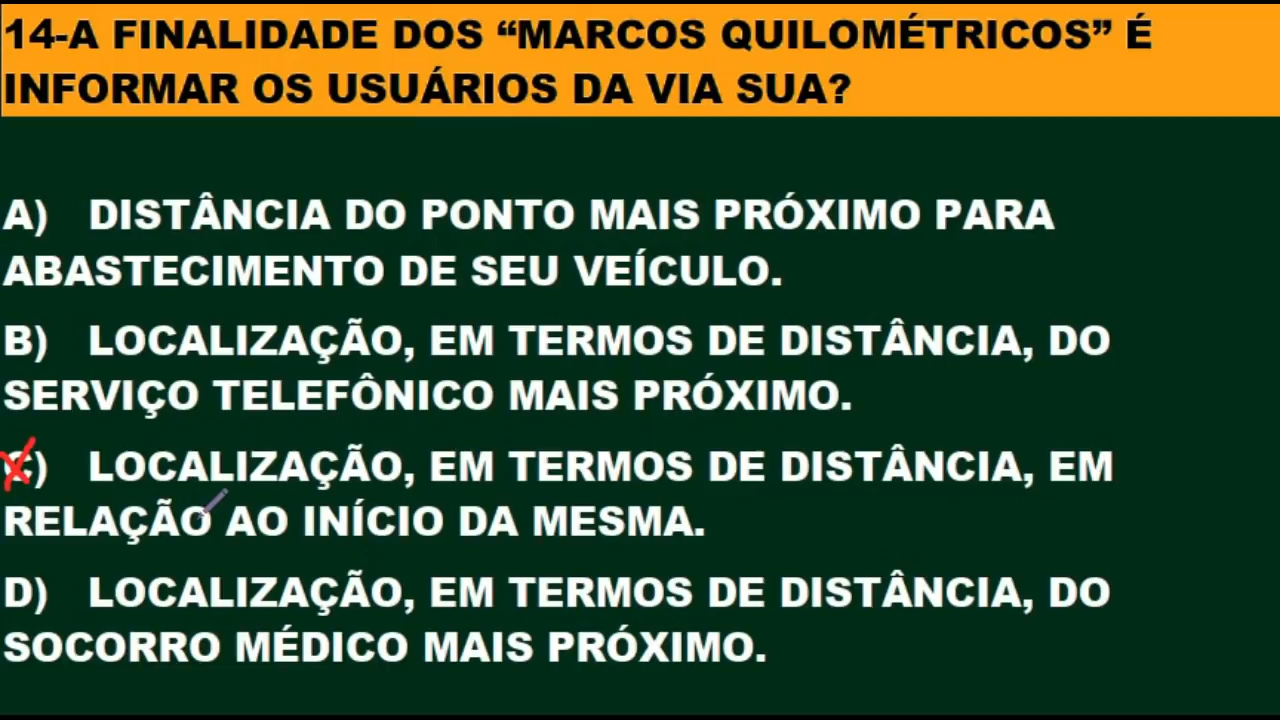 14-A FINALIDADE DOS “MARCOS QUILOMÉTRICOS” É
INFORMAR OS USUÁRIOS DA VIA SUA?
A) DISTÂNCIA DO PONTO MAIS PRÓXIMO PARA
ABASTECIMENTO DE SEU VEÍCULO.
B) LOCALIZAÇÃO, EM TERMOS DE DISTÂNCIA, DO
SERVIÇO TELEFÔNICO MAIS PRÓXIMO.
C) LOCALIZAÇÃO, EM TERMOS DE DISTÂNCIA, EM
RELAÇÃO AO INÍCIO DA MESMA.
D) LOCALIZAÇÃO, EM TERMOS DE DISTÂNCIA, DO
SOCORRO MÉDICO MAIS PRÓXIMO.